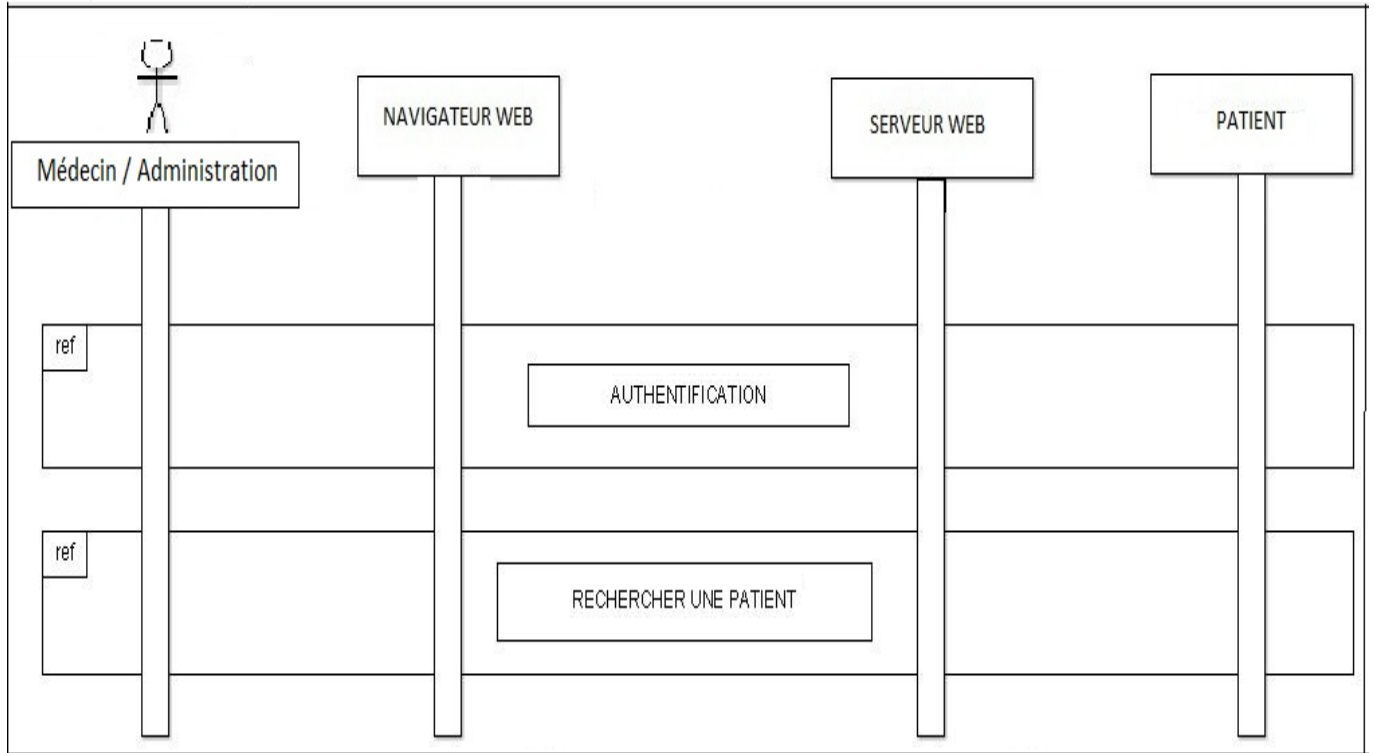 Médecin / Administration
NAVIGATEUR WEB
SERVEUR WEB
PATIENT
ref
AUTHENTIFICATION
ref
RECHERCHER UNE PATIENT